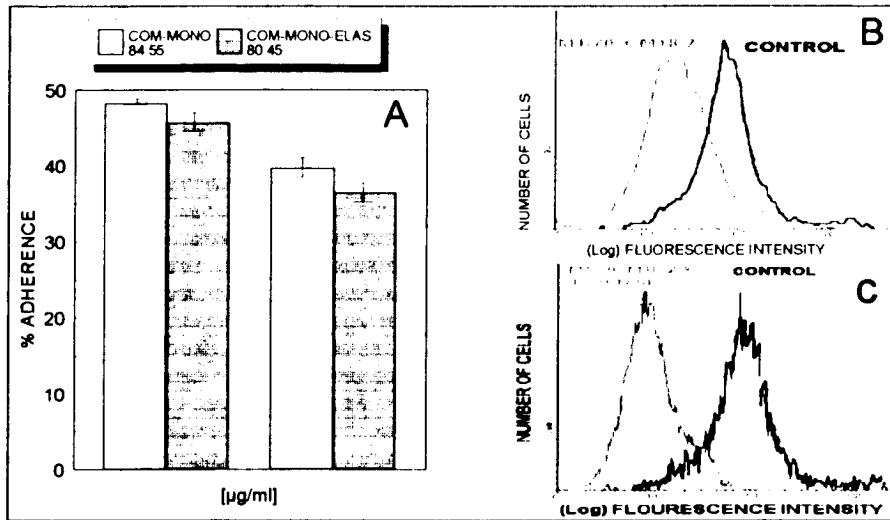 COM-MONO COM-MONO-ELAS
84 55 80 45
A
50
40
30
20
10
0
% ADHERENCE
[µg/ml]
B
CONTROL
NUMBER OF CELLS
(Log) FLUORESCENCE INTENSITY
C
CONTROL
NUMBER OF CELLS
(Log) FLOURESCENCE INTENSITY